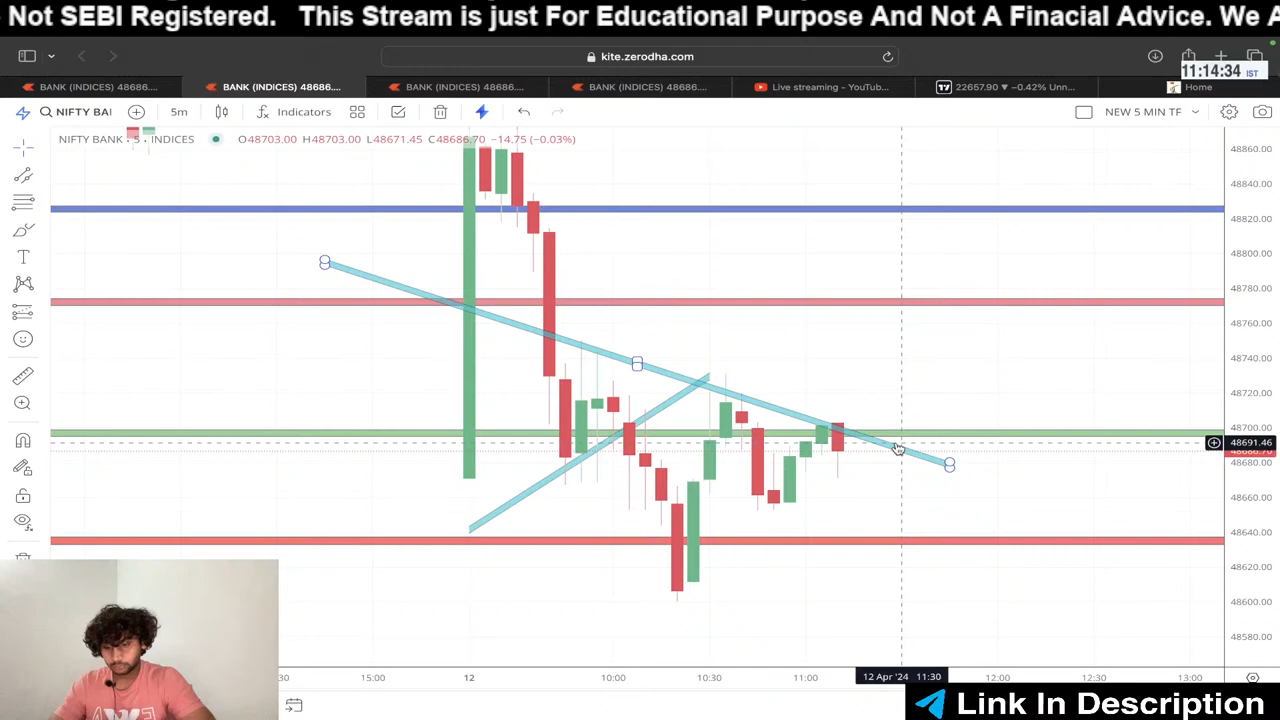 Not SEBI Registered. This Stream is just For Educational Purpose And Not A Finacial Advice. We A
kite.zerodha.com
11:14:34 IST
BANK (INDICES) 48686....
BANK (INDICES) 48686....
BANK (INDICES) 48686....
BANK (INDICES) 48686....
Live streaming - YouTub...
22657.90 ▼ −0.42% Unn...
Home
NIFTY BAI
5m
Indicators
NEW 5 MIN TF
NIFTY BANK · 5 · INDICES
O48703.00 H48703.00 L48671.45 C48686.70 −14.75 (−0.03%)
48860.00
48840.00
48820.00
48800.00
48780.00
48760.00
48740.00
48720.00
48700.00
48691.46
48686.70
48680.00
48660.00
48640.00
48620.00
48600.00
48580.00
:30
15:00
12
10:00
10:30
11:00
12 Apr '24 11:30
12:00
12:30
13:00
Link In Description